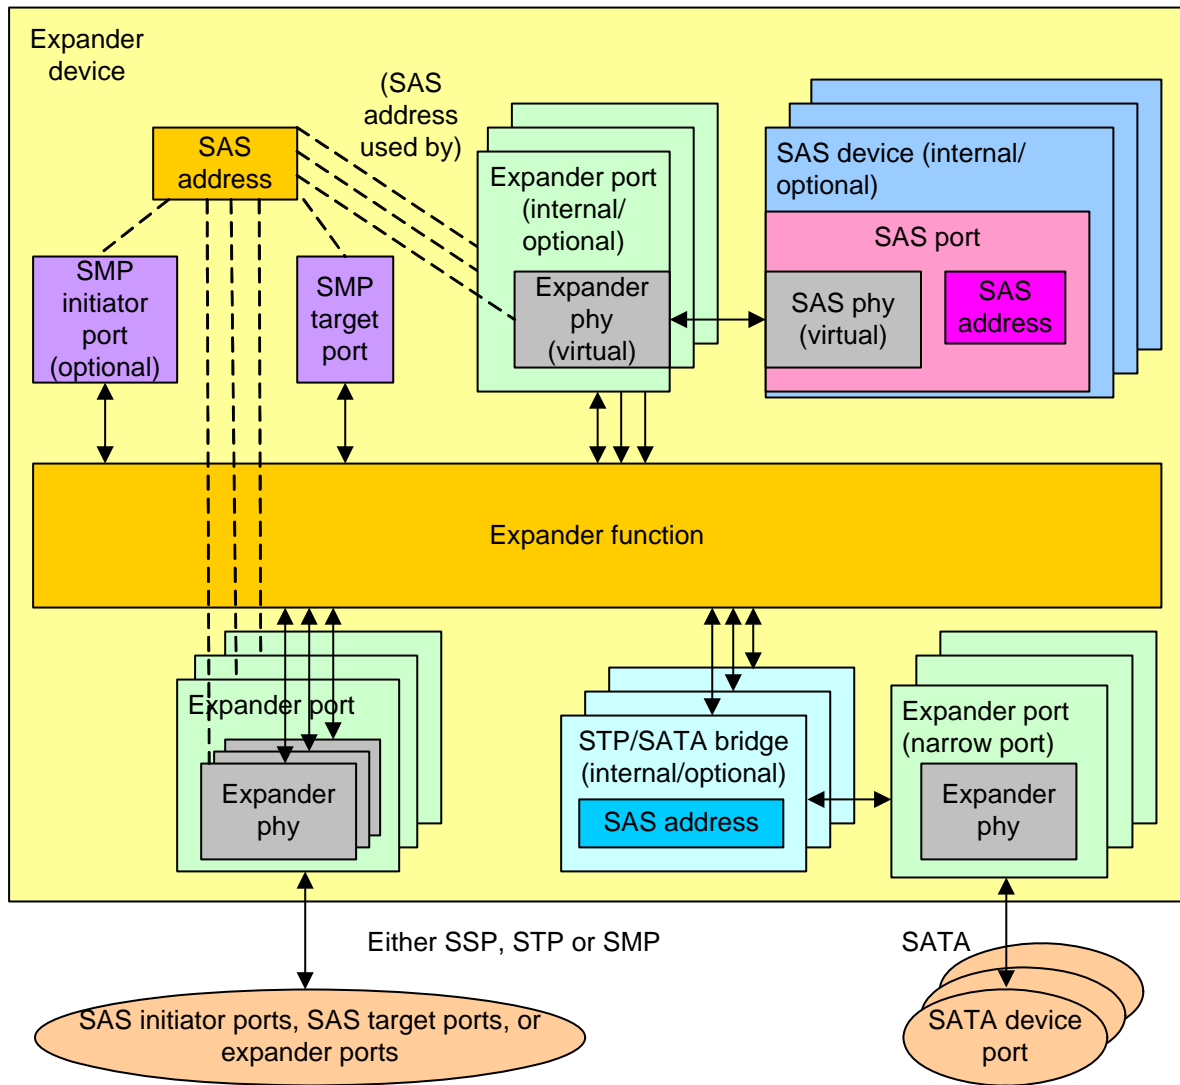 Expander
device
(SAS
address
used by)
SAS
address
Expander port
(internal/
optional)
Expander
phy
(virtual)
SAS device (internal/
optional)
SAS port
SAS phy
(virtual)
SAS
address
SMP
initiator
port
(optional)
SMP
target
port
Expander function
Expander port
Expander
phy
STP/SATA bridge
(internal/optional)
SAS address
Expander port
(narrow port)
Expander
phy
Either SSP, STP or SMP
SATA
SAS initiator ports, SAS target ports, or
expander ports
SATA device
port